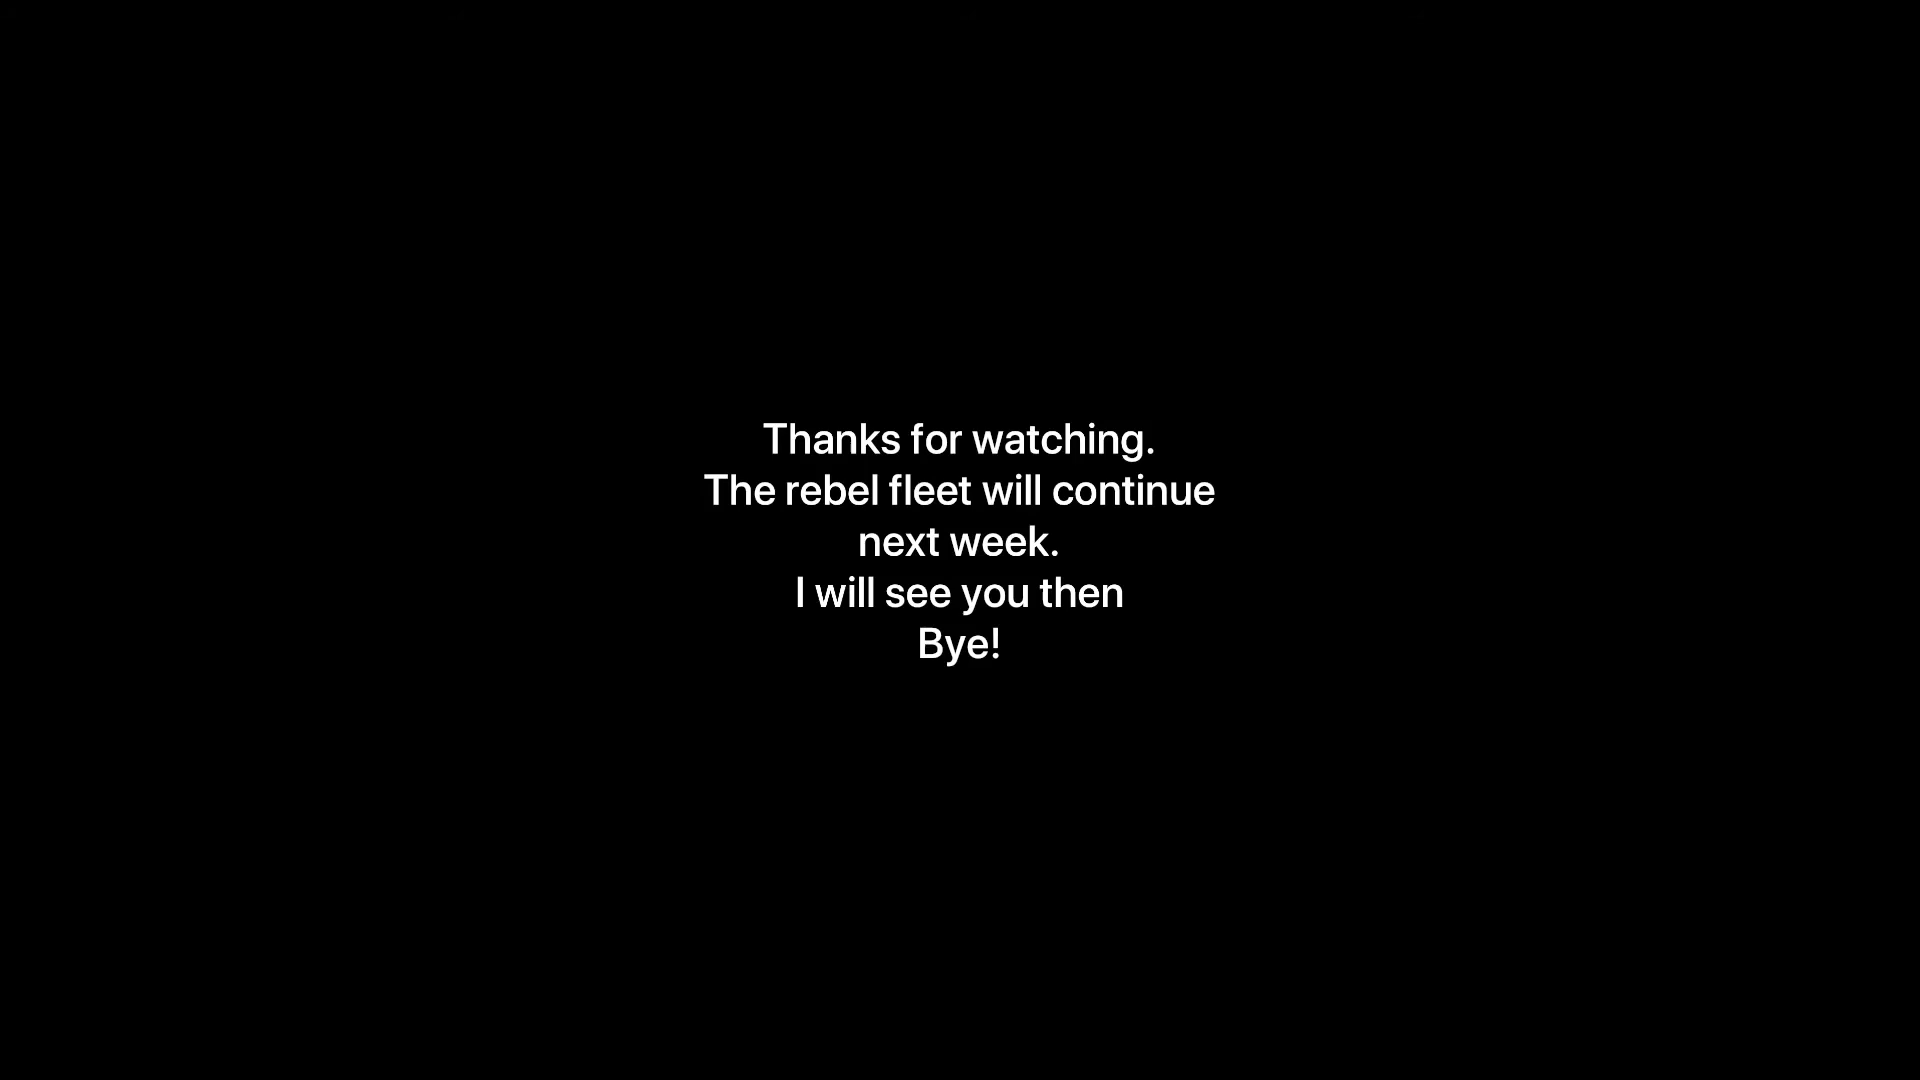 Thanks for watching.
The rebel fleet will continue
next week.
I will see you then
Bye!